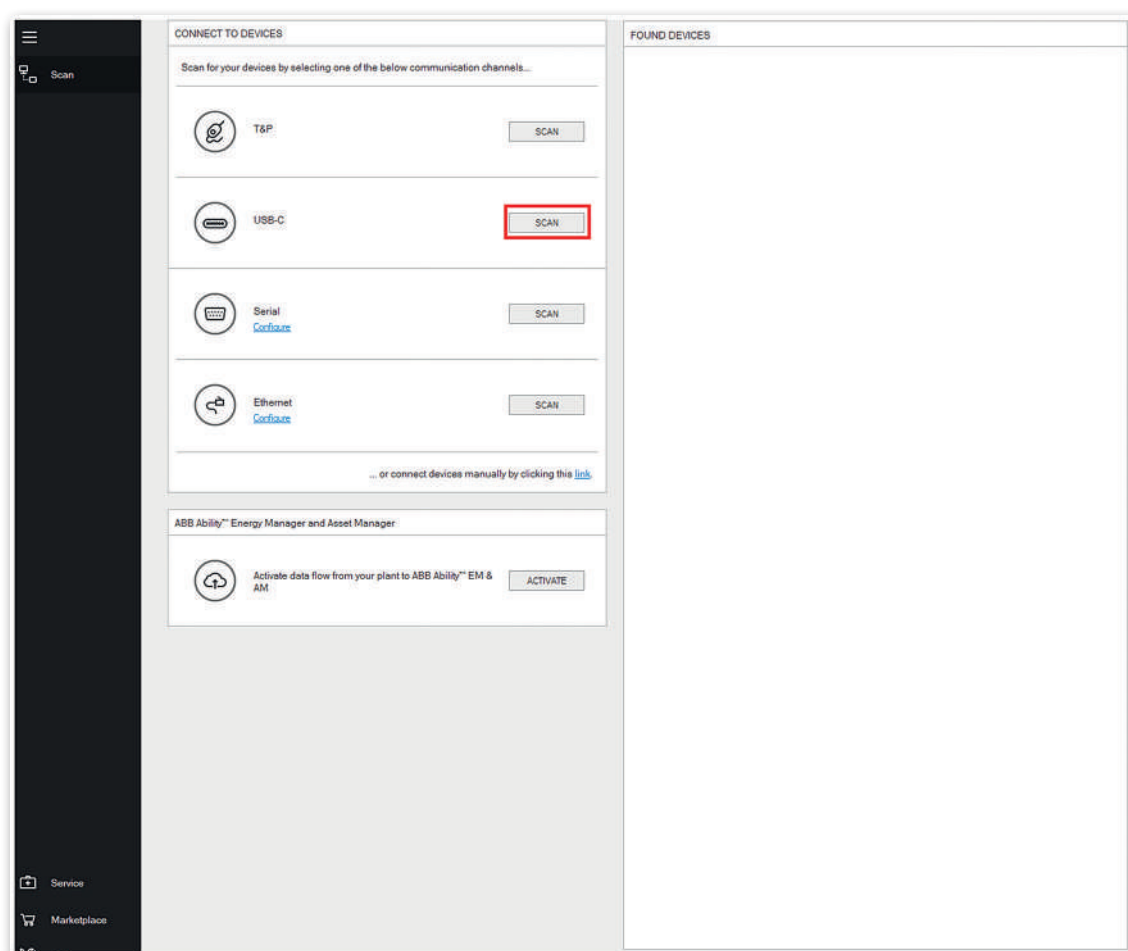 CONNECT TO DEVICES
Scan for your devices by selecting one of the below communication channels...
T&P
SCAN
USB-C
SCAN
Serial
Configure
SCAN
Ethernet
Configure
SCAN
... or connect devices manually by clicking this link.
ABB Ability™ Energy Manager and Asset Manager
Activate data flow from your plant to ABB Ability™ EM &
AM
ACTIVATE
FOUND DEVICES
Scan
Service
Marketplace